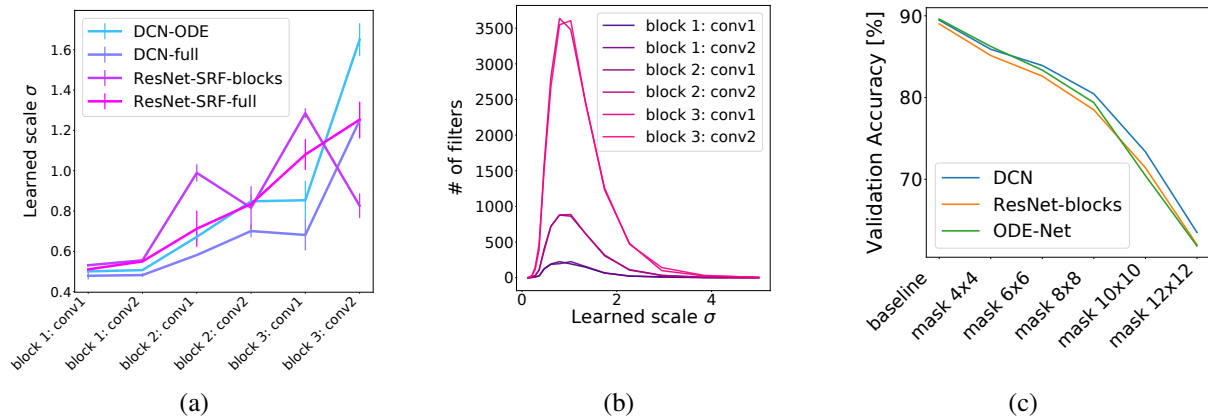 DCN-ODE
DCN-full
ResNet-SRF-blocks
ResNet-SRF-full
Learned scale σ
1.6
1.4
1.2
1.0
0.8
0.6
0.4
block 1: conv1
block 1: conv2
block 2: conv1
block 2: conv2
block 3: conv1
block 3: conv2
(a)
block 1: conv1
block 1: conv2
block 2: conv1
block 2: conv2
block 3: conv1
block 3: conv2
# of filters
3500
3000
2500
2000
1500
1000
500
0
0 2 4
Learned scale σ
(b)
Validation Accuracy [%]
90
80
70
DCN
ResNet-blocks
ODE-Net
baseline
mask 4x4
mask 6x6
mask 8x8
mask 10x10
mask 12x12
(c)